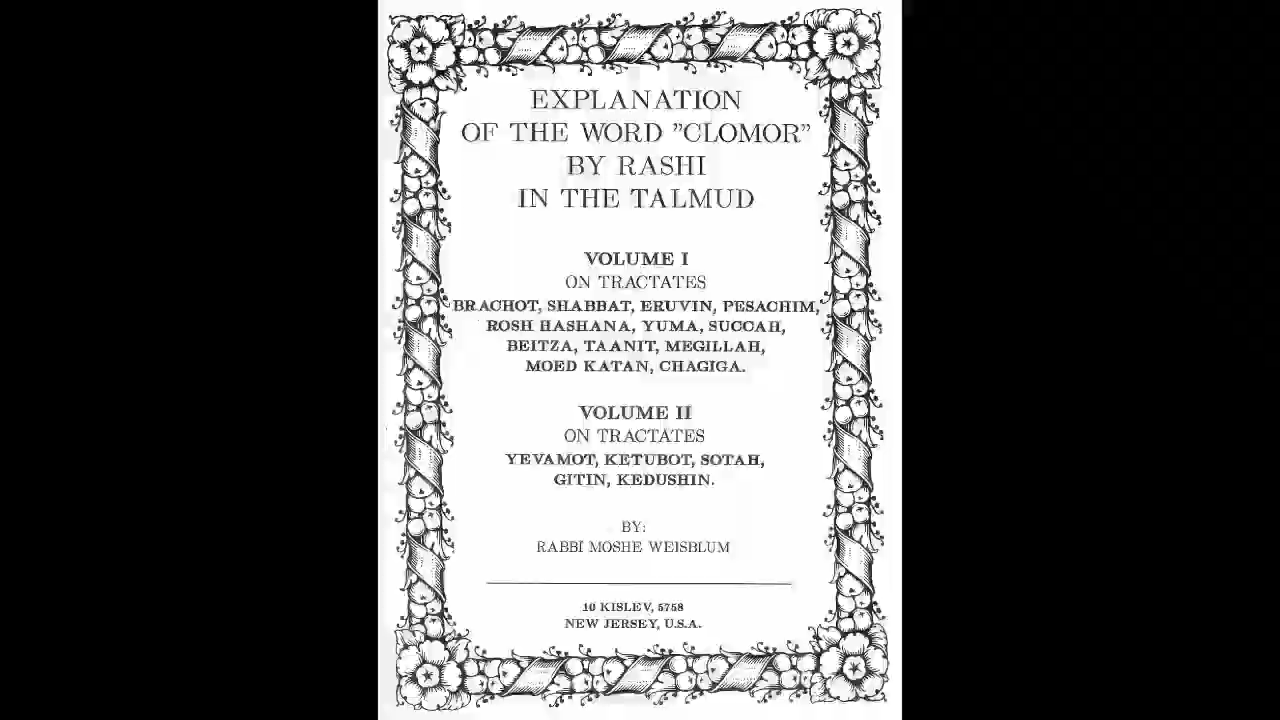 EXPLANATION
OF THE WORD "CLOMOR"
BY RASHI
IN THE TALMUD
VOLUME I
ON TRACTATES
BRACHOT, SHABBAT, ERUVIN, PESACHIM,
ROSH HASHANA, YUMA, SUCCAH,
BEITZA, TAANIT, MEGILLAH,
MOED KATAN, CHAGIGA.
VOLUME II
ON TRACTATES
YEVAMOT, KETUBOT, SOTAH,
GITIN, KEDUSHIN.
BY:
RABBI MOSHE WEISBLUM
10 KISLEV, 5758
NEW JERSEY, U.S.A.